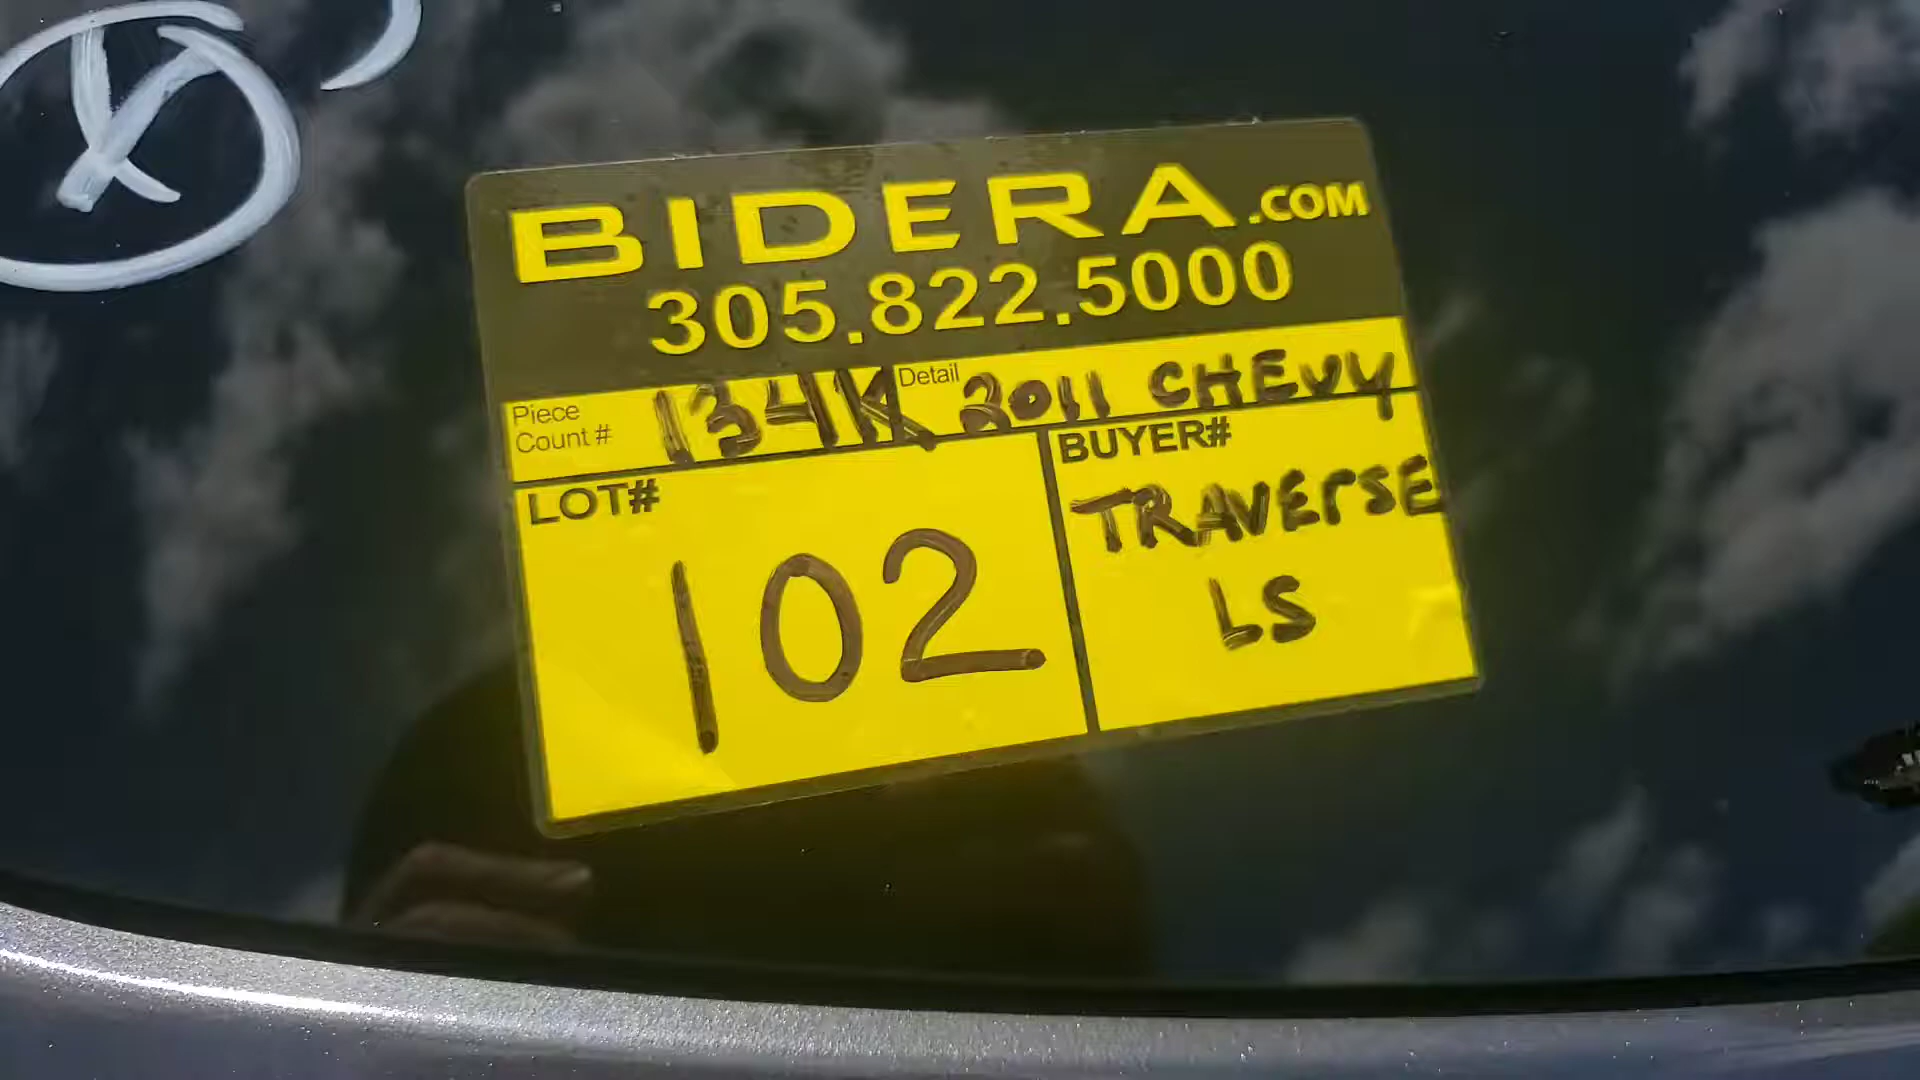 BIDERA.COM
305.822.5000
Piece Count # 134K Detail 2011 CHEVY
LOT# BUYER#
102 TRAVERSE
LS